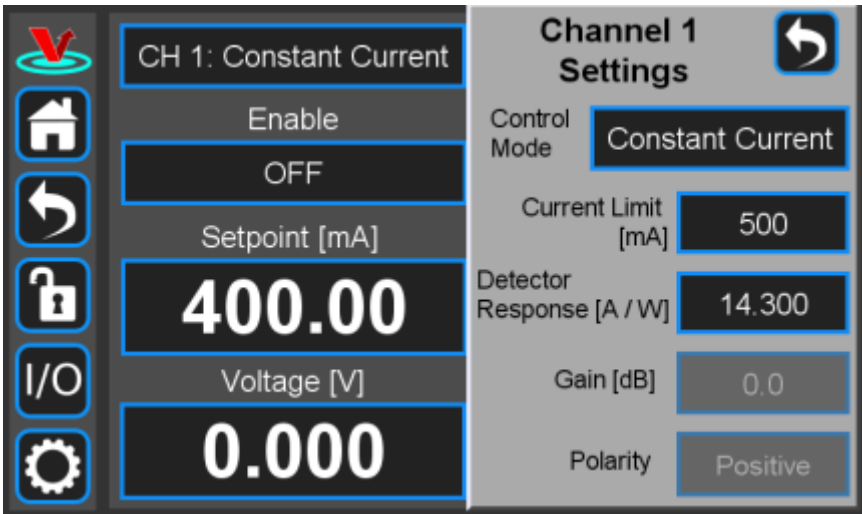 CH 1: Constant Current
Enable
OFF
Setpoint [mA]
400.00
Voltage [V]
0.000
I/O
Channel 1
Settings
Control
Mode
Constant Current
Current Limit
[mA]
500
Detector
Response [A / W]
14.300
Gain [dB]
0.0
Polarity
Positive